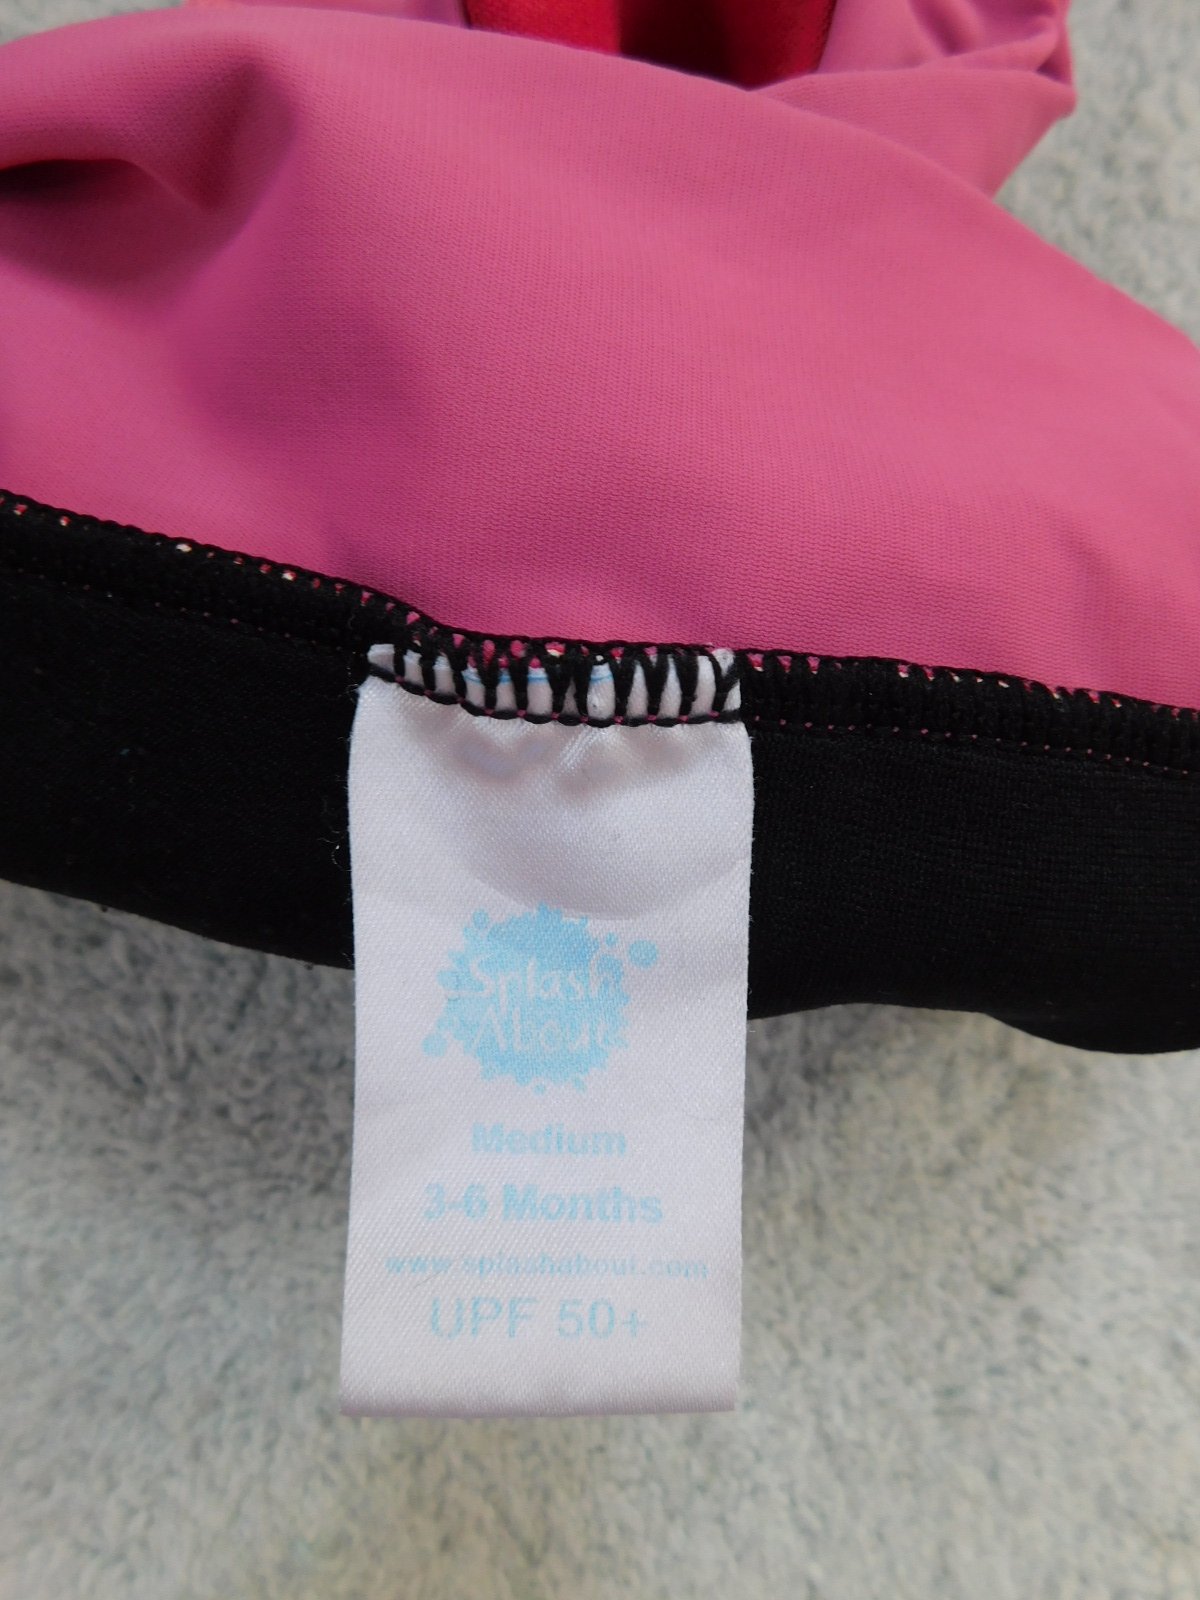 Splash
About
Medium
3-6 Months
www.splashabout.com
UPF 50+